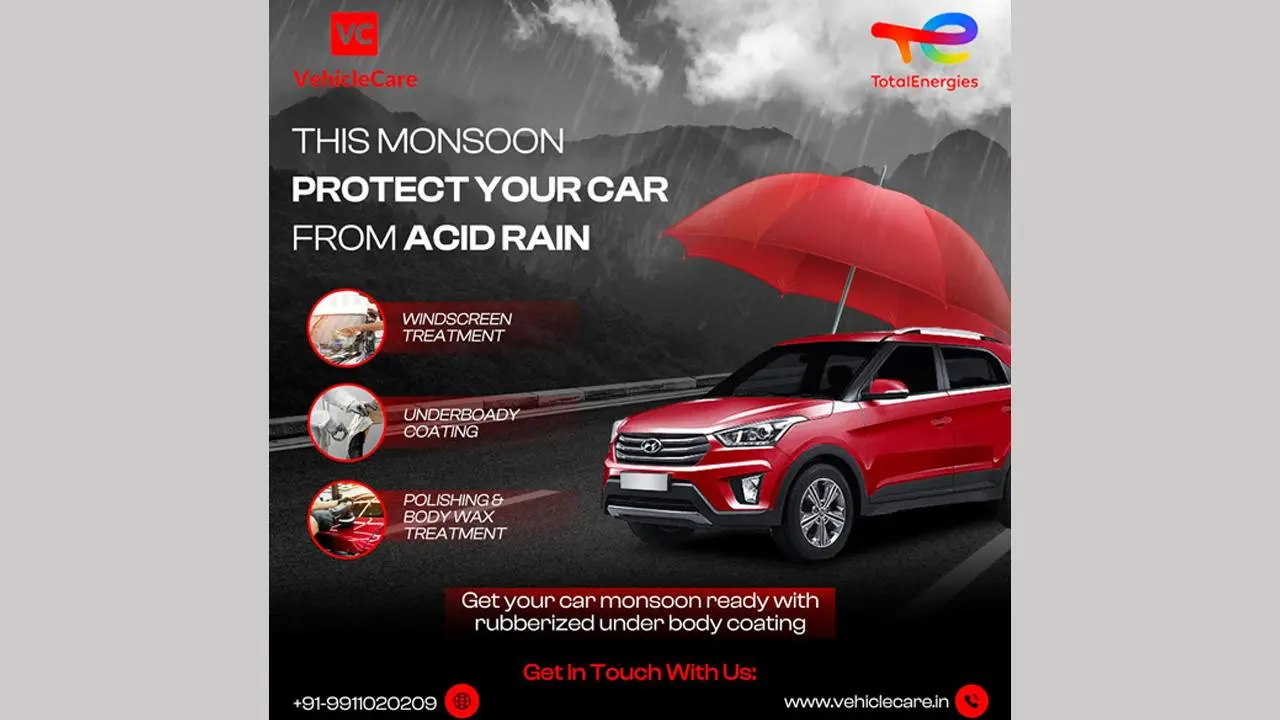 VC
VehicleCare
TotalEnergies
THIS MONSOON
PROTECT YOUR CAR
FROM ACID RAIN
WINDSCREEN
TREATMENT
UNDERBOADY
COATING
POLISHING &
BODY WAX
TREATMENT
Get your car monsoon ready with
rubberized under body coating
Get In Touch With Us:
+91-9911020209
www.vehiclecare.in